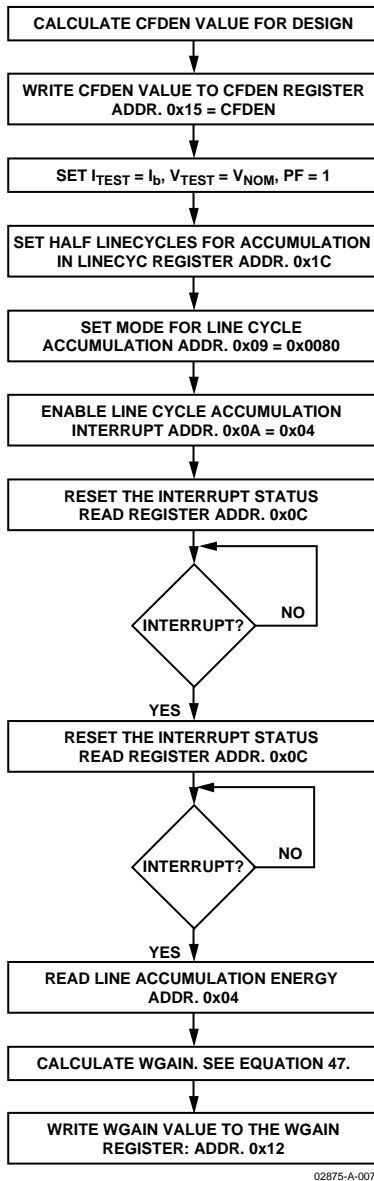 CALCULATE CFDEN VALUE FOR DESIGN
WRITE CFDEN VALUE TO CFDEN REGISTER
ADDR. 0x15 = CFDEN
SET ITEST = Ib, VTEST = VNOM, PF = 1
SET HALF LINECYCLES FOR ACCUMULATION
IN LINECYC REGISTER ADDR. 0x1C
SET MODE FOR LINE CYCLE
ACCUMULATION ADDR. 0x09 = 0x0080
ENABLE LINE CYCLE ACCUMULATION
INTERRUPT ADDR. 0x0A = 0x04
RESET THE INTERRUPT STATUS
READ REGISTER ADDR. 0x0C
INTERRUPT?
NO
YES
RESET THE INTERRUPT STATUS
READ REGISTER ADDR. 0x0C
INTERRUPT?
NO
YES
READ LINE ACCUMULATION ENERGY
ADDR. 0x04
CALCULATE WGAIN. SEE EQUATION 47.
WRITE WGAIN VALUE TO THE WGAIN
REGISTER: ADDR. 0x12
02875-A-007